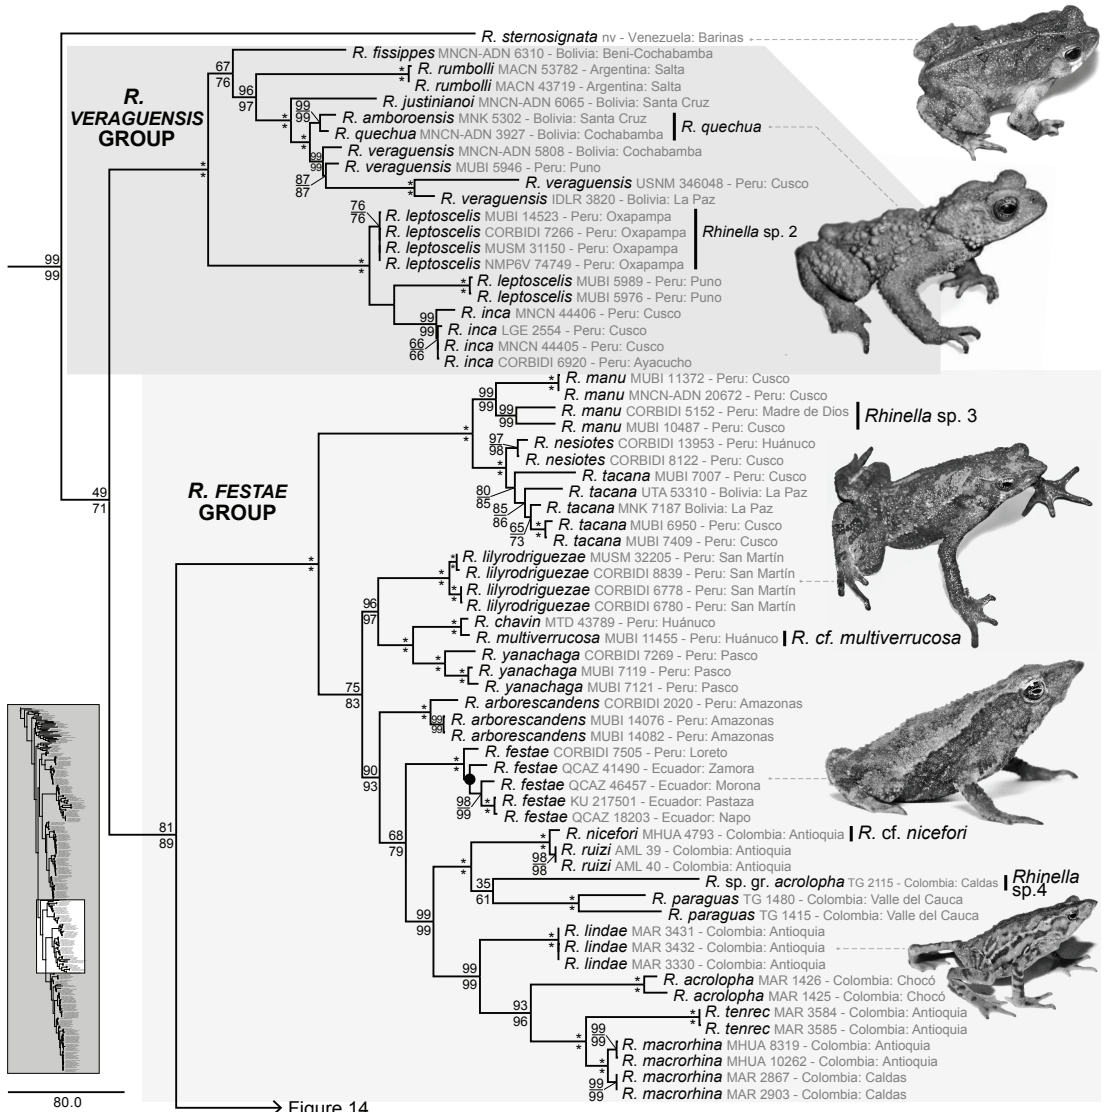 R. sternosignata nv - Venezuela: Barinas
R. VERAGUENSIS GROUP
R. fissippes MNCN-ADN 6310 - Bolivia: Beni-Cochabamba
67
76
R. rumbolli MACN 53782 - Argentina: Salta
R. rumbolli MACN 43719 - Argentina: Salta
*
*
96
97
R. justinianoi MNCN-ADN 6065 - Bolivia: Santa Cruz
R. amboroensis MNK 5302 - Bolivia: Santa Cruz
R. quechua MNCN-ADN 3927 - Bolivia: Cochabamba
R. quechua
99
99
*
*
R. veraguensis MNCN-ADN 5808 - Bolivia: Cochabamba
R. veraguensis MUBI 5946 - Peru: Puno
99
99
87
87
R. veraguensis USNM 346048 - Peru: Cusco
R. veraguensis IDLR 3820 - Bolivia: La Paz
*
*
*
*
76
76
R. leptoscelis MUBI 14523 - Peru: Oxapampa
R. leptoscelis CORBIDI 7266 - Peru: Oxapampa
R. leptoscelis MUSM 31150 - Peru: Oxapampa
R. leptoscelis NMP6V 74749 - Peru: Oxapampa
Rhinella sp. 2
*
*
99
99
R. leptoscelis MUBI 5989 - Peru: Puno
R. leptoscelis MUBI 5976 - Peru: Puno
*
*
R. inca MNCN 44406 - Peru: Cusco
R. inca LGE 2554 - Peru: Cusco
R. inca MNCN 44405 - Peru: Cusco
R. inca CORBIDI 6920 - Peru: Ayacucho
99
99
66
66
R. FESTAE GROUP
R. manu MUBI 11372 - Peru: Cusco
R. manu MNCN-ADN 20672 - Peru: Cusco
R. manu CORBIDI 5152 - Peru: Madre de Dios
R. manu MUBI 10487 - Peru: Cusco
Rhinella sp. 3
*
*
99
99
99
99
*
*
R. nesiotes CORBIDI 13953 - Peru: Huánuco
R. nesiotes CORBIDI 8122 - Peru: Cusco
97
98
*
*
R. tacana MUBI 7007 - Peru: Cusco
R. tacana UTA 53310 - Bolivia: La Paz
R. tacana MNK 7187 Bolivia: La Paz
R. tacana MUBI 6950 - Peru: Cusco
R. tacana MUBI 7409 - Peru: Cusco
80
85
85
86
65
73
*
*
49
71
*
*
R. lilyrodriguezae MUSM 32205 - Peru: San Martín
R. lilyrodriguezae CORBIDI 8839 - Peru: San Martín
R. lilyrodriguezae CORBIDI 6778 - Peru: San Martín
R. lilyrodriguezae CORBIDI 6780 - Peru: San Martín
*
*
*
*
*
*
96
97
R. chavin MTD 43789 - Peru: Huánuco
R. multiverrucosa MUBI 11455 - Peru: Huánuco
R. cf. multiverrucosa
*
*
*
*
R. yanachaga CORBIDI 7269 - Peru: Pasco
R. yanachaga MUBI 7119 - Peru: Pasco
R. yanachaga MUBI 7121 - Peru: Pasco
*
*
*
*
75
83
R. arborescandens CORBIDI 2020 - Peru: Amazonas
R. arborescandens MUBI 14076 - Peru: Amazonas
R. arborescandens MUBI 14082 - Peru: Amazonas
*
*
99
99
90
93
R. festae CORBIDI 7505 - Peru: Loreto
R. festae QCAZ 41490 - Ecuador: Zamora
R. festae QCAZ 46457 - Ecuador: Morona
R. festae KU 217501 - Ecuador: Pastaza
R. festae QCAZ 18203 - Ecuador: Napo
*
*
98
99
*
*
81
89
68
79
R. nicefori MHUA 4793 - Colombia: Antioquia
R. cf. nicefori
R. ruizi AML 39 - Colombia: Antioquia
R. ruizi AML 40 - Colombia: Antioquia
*
*
98
98
*
*
R. sp. gr. acrolopha TG 2115 - Colombia: Caldas
Rhinella sp.4
35
61
R. paraguas TG 1480 - Colombia: Valle del Cauca
R. paraguas TG 1415 - Colombia: Valle del Cauca
*
*
99
99
R. lindae MAR 3431 - Colombia: Antioquia
R. lindae MAR 3432 - Colombia: Antioquia
R. lindae MAR 3330 - Colombia: Antioquia
*
*
99
99
R. acrolopha MAR 1426 - Colombia: Chocó
R. acrolopha MAR 1425 - Colombia: Chocó
*
*
93
96
R. tenrec MAR 3584 - Colombia: Antioquia
R. tenrec MAR 3585 - Colombia: Antioquia
*
*
*
*
R. macrorhina MHUA 8319 - Colombia: Antioquia
R. macrorhina MHUA 10262 - Colombia: Antioquia
R. macrorhina MAR 2867 - Colombia: Caldas
R. macrorhina MAR 2903 - Colombia: Caldas
99
99
*
*
99
99
80.0
Figure 14